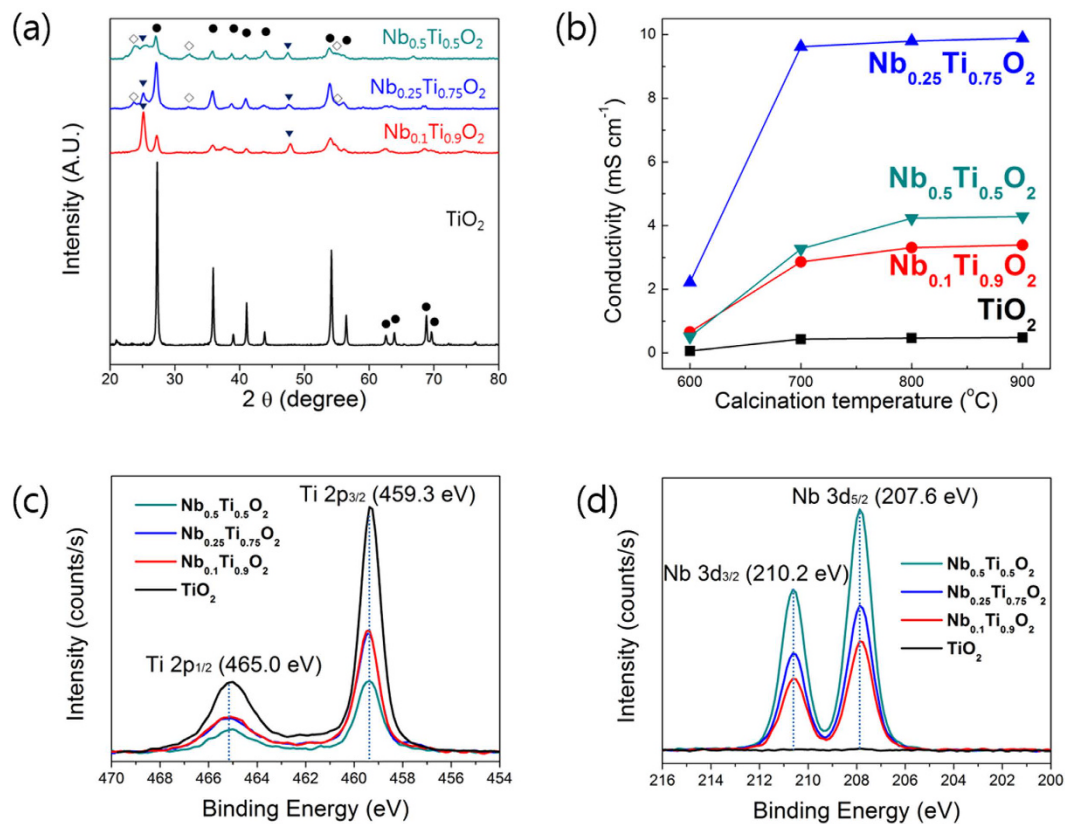 (a)
Nb0.5Ti0.5O2
Nb0.25Ti0.75O2
Nb0.1Ti0.9O2
TiO2
Intensity (A.U.)
20 30 40 50 60 70 80
2 θ (degree)
(b)
10
8
6
4
2
0
Conductivity (mS cm-1)
Nb0.25Ti0.75O2
Nb0.5Ti0.5O2
Nb0.1Ti0.9O2
TiO2
600 700 800 900
Calcination temperature (oC)
(c)
Ti 2p3/2 (459.3 eV)
Nb0.5Ti0.5O2
Nb0.25Ti0.75O2
Nb0.1Ti0.9O2
TiO2
Ti 2p1/2 (465.0 eV)
Intensity (counts/s)
470 468 466 464 462 460 458 456 454
Binding Energy (eV)
(d)
Nb 3d5/2 (207.6 eV)
Nb 3d3/2 (210.2 eV)
Nb0.5Ti0.5O2
Nb0.25Ti0.75O2
Nb0.1Ti0.9O2
TiO2
Intensity (counts/s)
216 214 212 210 208 206 204 202 200
Binding Energy (eV)